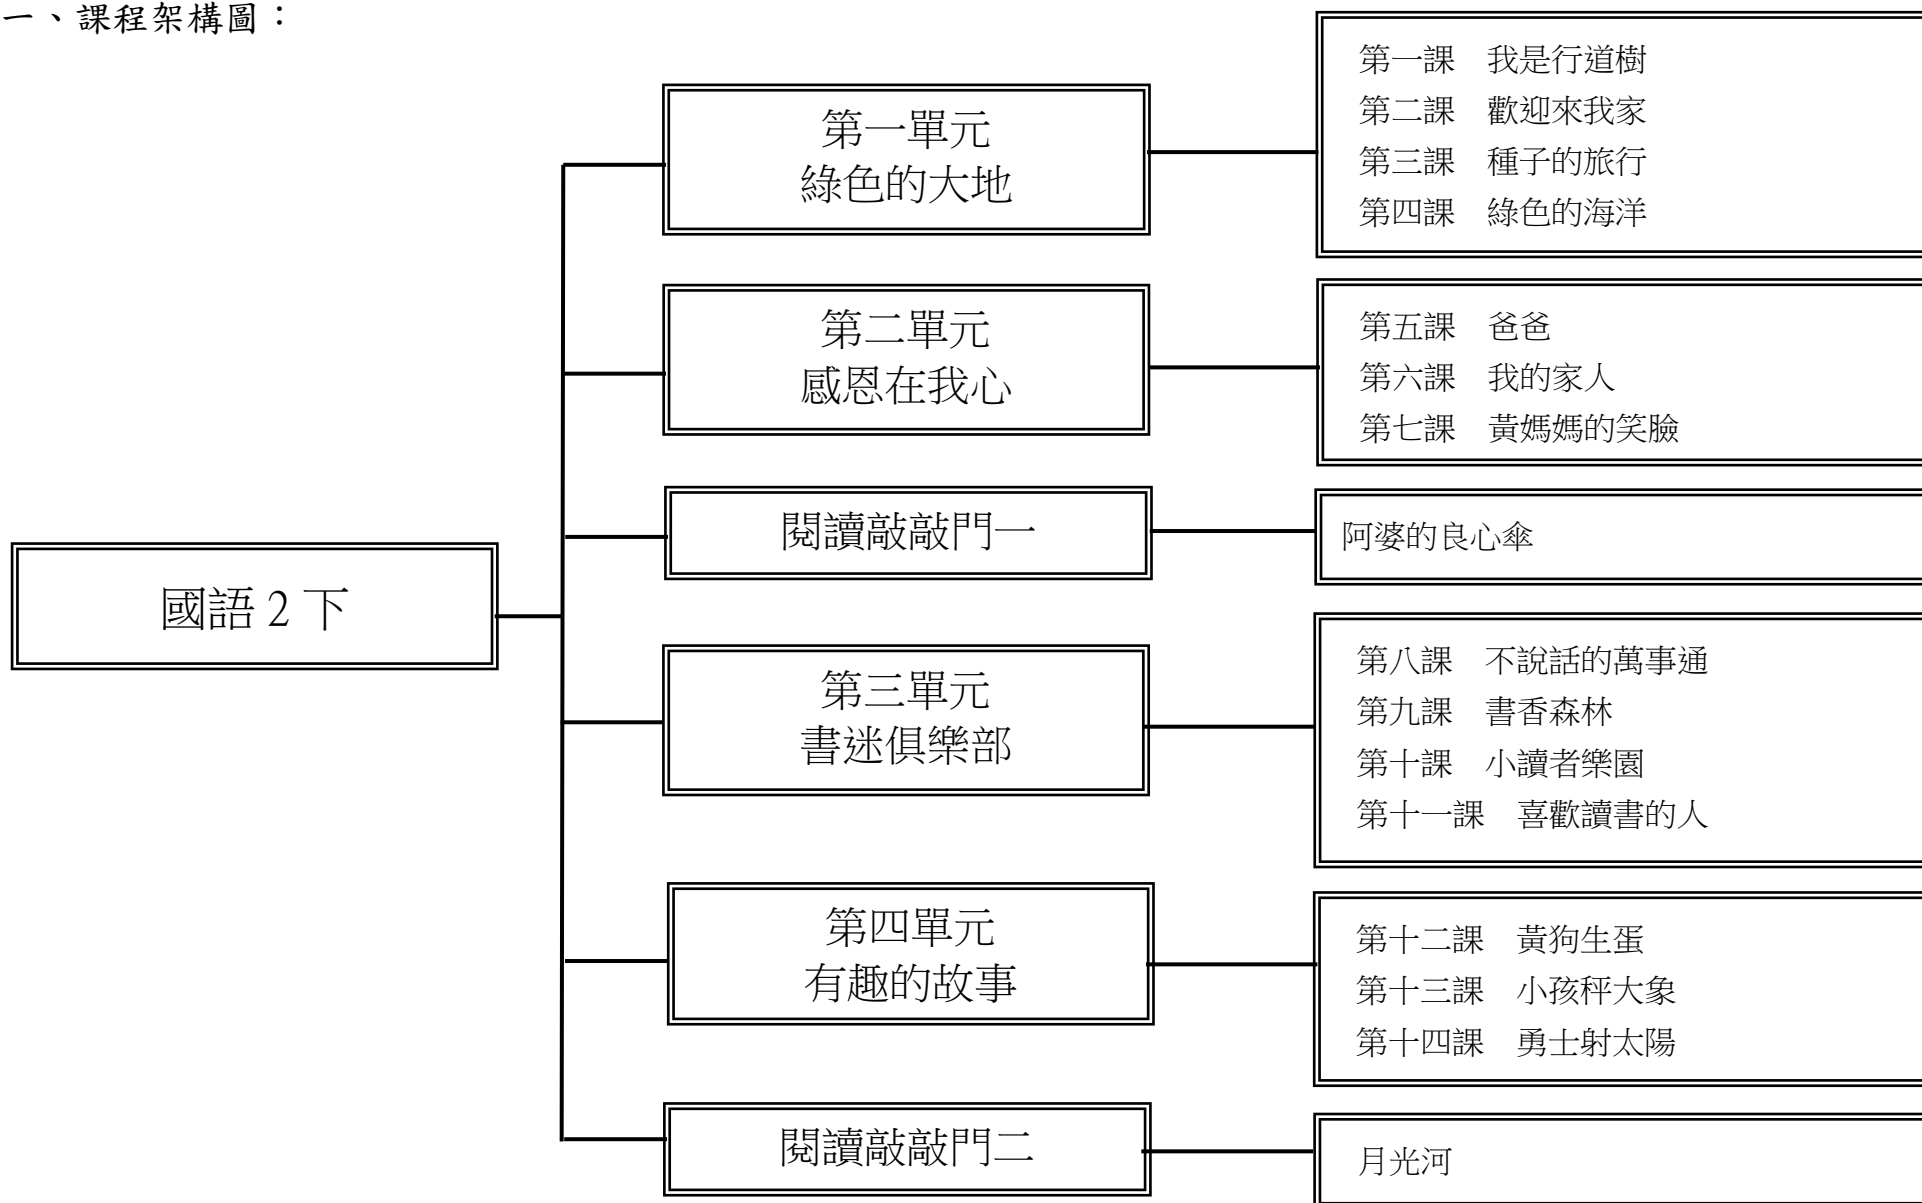 一、課程架構圖：
國語 2 下
第一單元
綠色的大地
第一課　我是行道樹
第二課　歡迎來我家
第三課　種子的旅行
第四課　綠色的海洋
第二單元
感恩在我心
第五課　爸爸
第六課　我的家人
第七課　黃媽媽的笑臉
閱讀敲敲門一
阿婆的良心傘
第三單元
書迷俱樂部
第八課　不說話的萬事通
第九課　書香森林
第十課　小讀者樂園
第十一課　喜歡讀書的人
第四單元
有趣的故事
第十二課　黃狗生蛋
第十三課　小孩秤大象
第十四課　勇士射太陽
閱讀敲敲門二
月光河